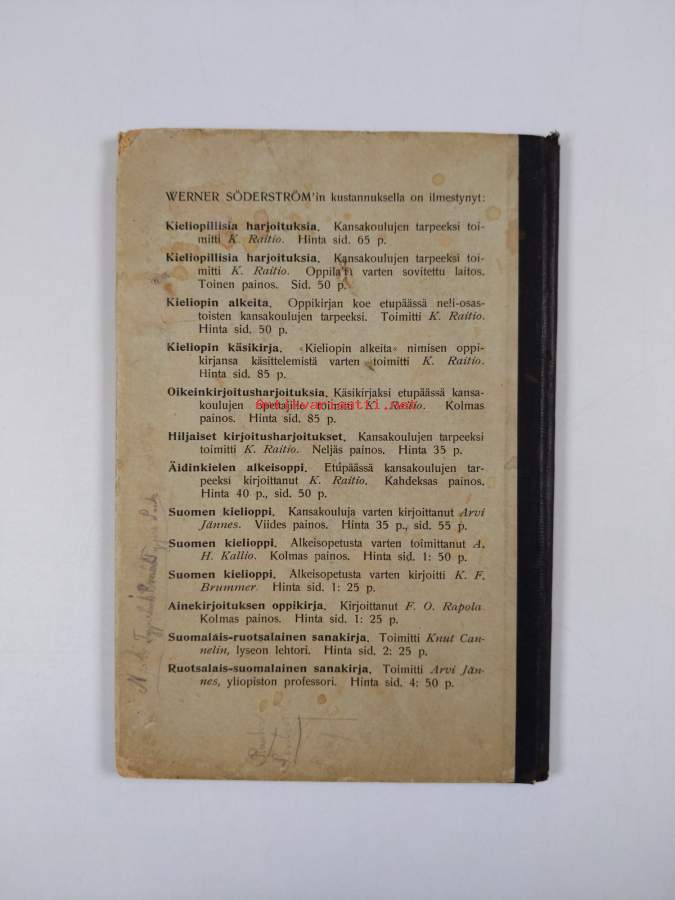 WERNER SÖDERSTRÖM'in kustannuksella on ilmestynyt:
Kieliopillisia harjoituksia. Kansakoulujen tarpeeksi toi-
mitti K. Raitio. Hinta sid. 65 p.
Kieliopillisia harjoituksia. Kansakoulujen tarpeeksi toi-
mitti K. Raitio. varten sovitettu laitos.
Toinen painos. Sid. 50 p.
Kieliopin alkeita. Oppikirjan koe etupäässä neli-osas-
toisten kansakoulujen tarpeeksi. Toimitti K. Raitio.
Hinta sid. 50 p.
Kieliopin käsikirja. «Kieliopin alkeita» nimisen oppi-
kirjansa käsittelemistä varten toimitti K. Raitio.
Hinta sid. 85 p.
Oikeinkirjoitusharjoituksia. Käsikirjaksi etupäässä kansa-
koulujen opettajille toimitti K. Raitio. Kolmas
painos. Hinta sid. 85 p.
Antikvariaatti.net
Hiljaiset kirjoitusharjoitukset. Kansakoulujen tarpeeksi
toimitti K. Raitio. Neljäs painos. Hinta 35 p.
Äidinkielen alkeisoppi. Etupäässä kansakoulujen tar-
peeksi kirjoittanut K. Raitio. Kahdeksas painos.
Hinta 40 p., sid. 50 p.
Suomen kielioppi. Kansakouluja varten kirjoittanut Arvi
Jännes. Viides painos. Hinta 35 p., sid. 55 p.
Suomen kielioppi. Alkeisopetusta varten toimittanut A.
H. Kallio. Kolmas painos. Hinta sid. 1: 50 p.
Suomen kielioppi. Alkeisopetusta varten kirjoitti K. F.
Brummer. Hinta sid. 1: 25 p.
Ainekirjoituksen oppikirja. Kirjoittanut F. O. Rapola
Kolmas painos. Hinta sid. 1: 25 p.
Suomalais-ruotsalainen sanakirja. Toimitti Knut Can-
nelin, lyseon lehtori. Hinta sid. 2: 25 p.
Ruotsalais-suomalainen sanakirja. Toimitti Arvi Jän-
nes, yliopiston professori. Hinta sid. 4: 50 p.